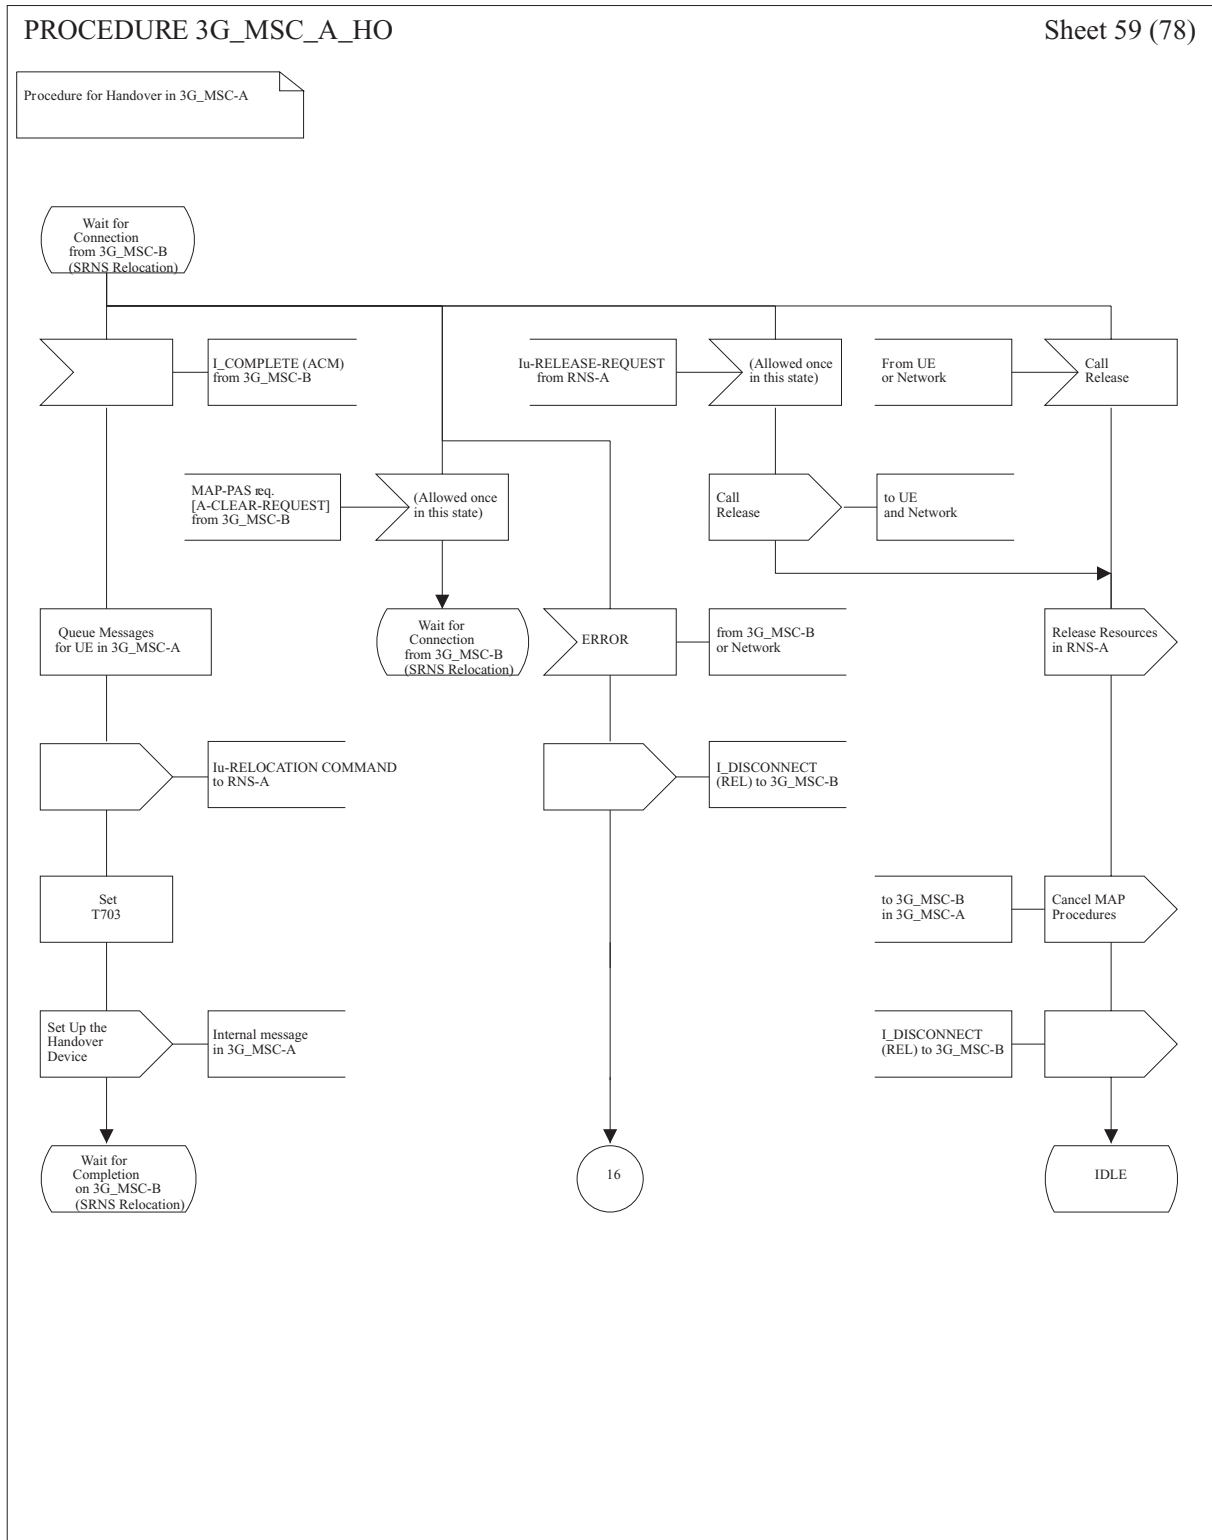 PROCEDURE 3G_MSC_A_HO
Sheet 59 (78)
Procedure for Handover in 3G_MSC-A
Wait for
Connection
from 3G_MSC-B
(SRNS Relocation)
I_COMPLETE (ACM)
from 3G_MSC-B
Iu-RELEASE-REQUEST
from RNS-A
(Allowed once
in this state)
From UE
or Network
Call
Release
MAP-PAS req.
[A-CLEAR-REQUEST]
from 3G_MSC-B
(Allowed once
in this state)
Call
Release
to UE
and Network
Queue Messages
for UE in 3G_MSC-A
Wait for
Connection
from 3G_MSC-B
(SRNS Relocation)
ERROR
from 3G_MSC-B
or Network
Release Resources
in RNS-A
Iu-RELOCATION COMMAND
to RNS-A
I_DISCONNECT
(REL) to 3G_MSC-B
Set
T703
to 3G_MSC-B
in 3G_MSC-A
Cancel MAP
Procedures
Set Up the
Handover
Device
Internal message
in 3G_MSC-A
I_DISCONNECT
(REL) to 3G_MSC-B
Wait for
Completion
on 3G_MSC-B
(SRNS Relocation)
16
IDLE